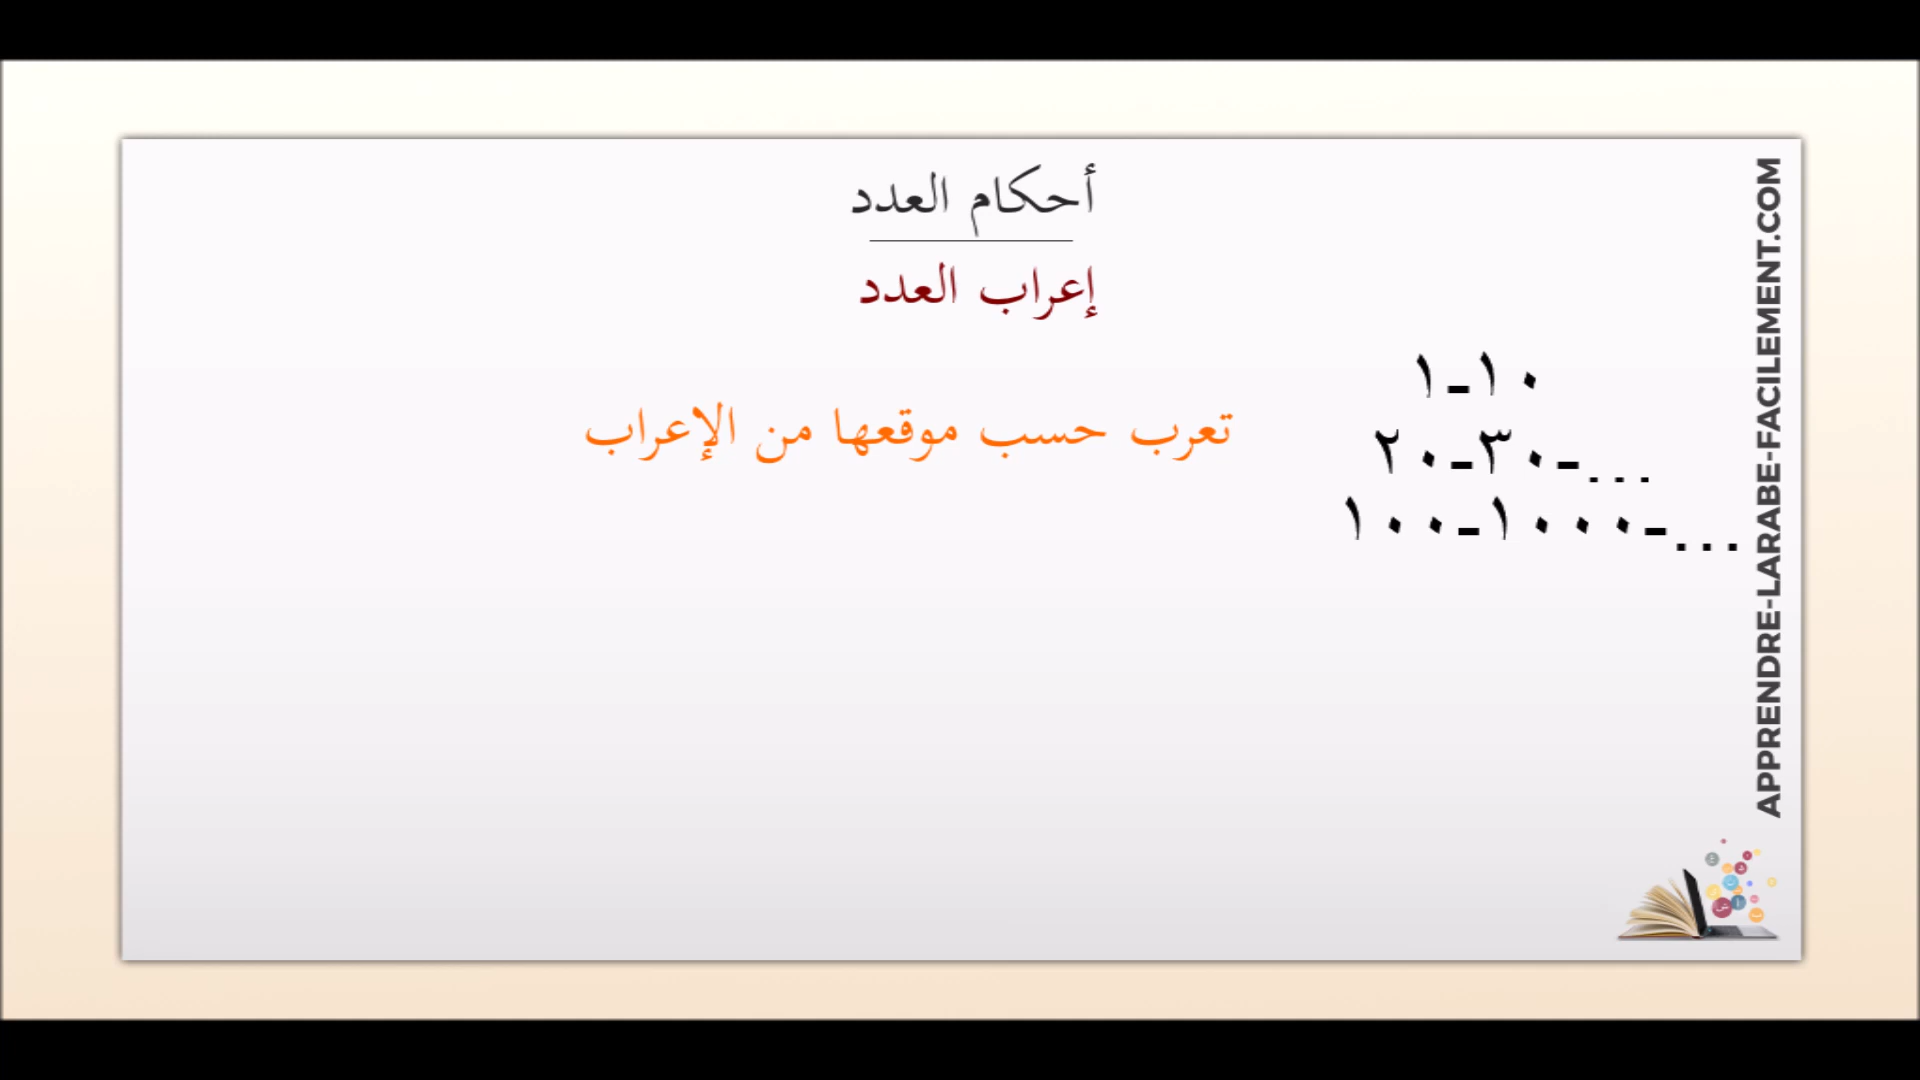 أحكام العدد
إعراب العدد
١-١٠
٢٠-٣٠-...
١٠٠-١٠٠٠-...
تعرب حسب موقعها من الإعراب
APPRENDRE-LARABE-FACILEMENT.COM